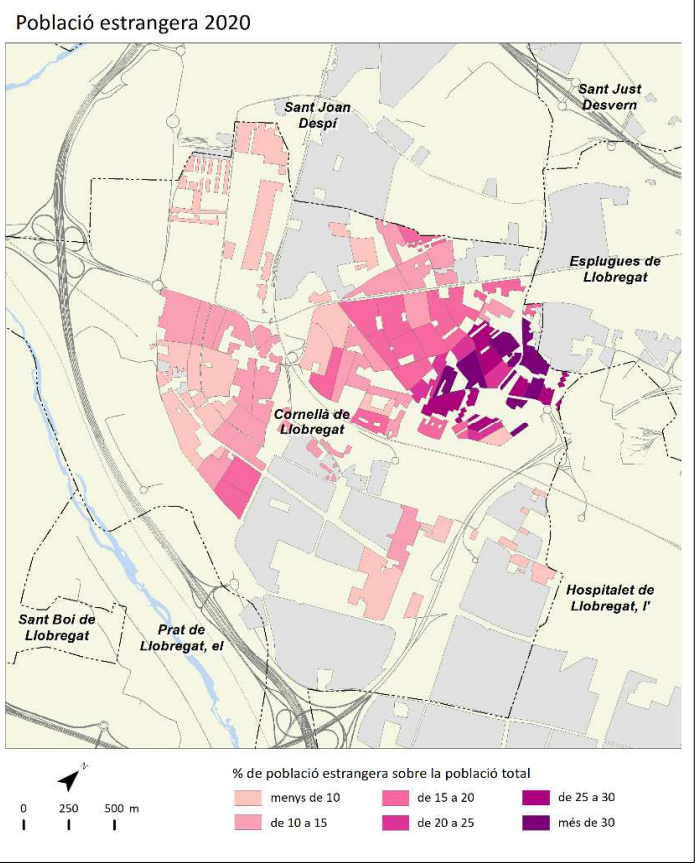 Població estrangera 2020
Sant Just
Desvern
Sant Joan
Despí
Esplugues de
Llobregat
Cornellà de
Llobregat
Hospitalet de
Llobregat, l'
Sant Boi de
Llobregat
Prat de
Llobregat, el
N
% de població estrangera sobre la població total
0 250 500 m
menys de 10
de 15 a 20
de 25 a 30
de 10 a 15
de 20 a 25
més de 30